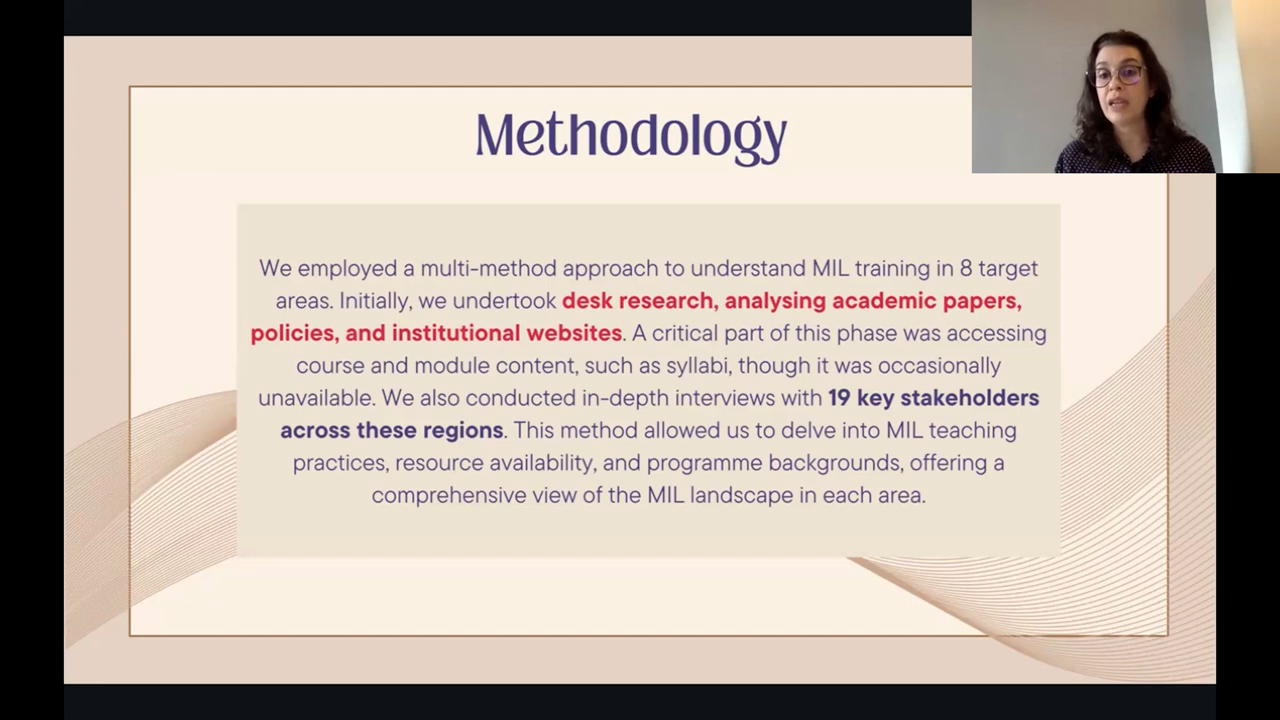 Methodology
We employed a multi-method approach to understand MIL training in 8 target
areas. Initially, we undertook desk research, analysing academic papers,
policies, and institutional websites. A critical part of this phase was accessing
course and module content, such as syllabi, though it was occasionally
unavailable. We also conducted in-depth interviews with 19 key stakeholders
across these regions. This method allowed us to delve into MIL teaching
practices, resource availability, and programme backgrounds, offering a
comprehensive view of the MIL landscape in each area.